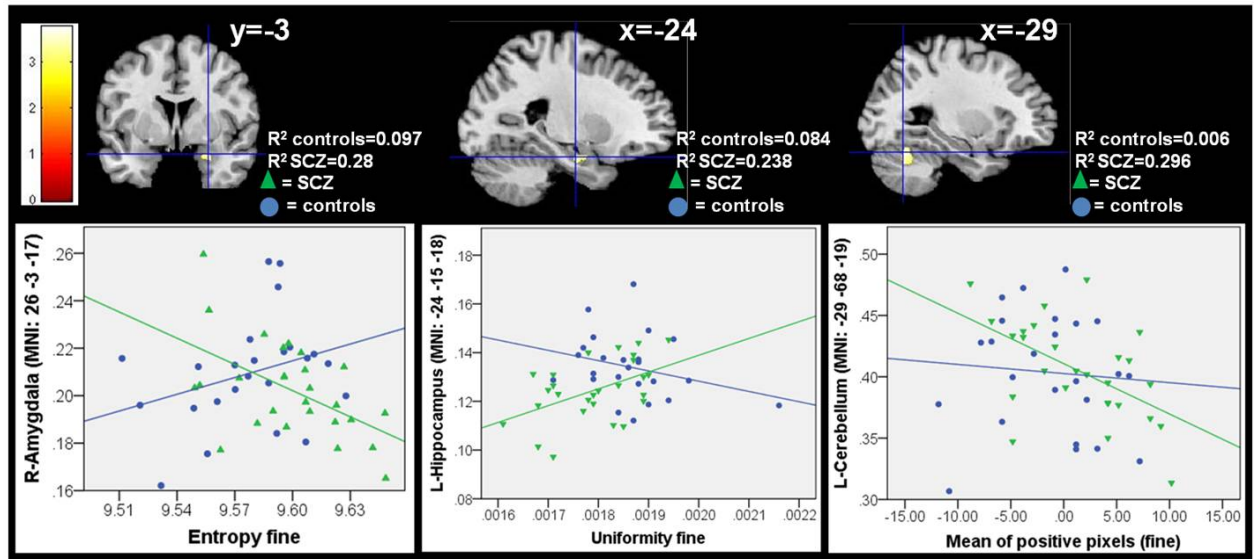 y=-3
x=-24
x=-29
3
2
1
0
R² controls=0.097
R² SCZ=0.28
= SCZ
= controls
R² controls=0.084
R² SCZ=0.238
= SCZ
= controls
R² controls=0.006
R² SCZ=0.296
= SCZ
= controls
R-Amygdala (MNI: 26 -3 -17)
.26
.24
.22
.20
.18
.16
9.51 9.54 9.57 9.60 9.63
Entropy fine
L-Hippocampus (MNI: -24 -15 -18)
.18
.16
.14
.12
.10
.08
.0016 .0017 .0018 .0019 .0020 .0021 .0022
Uniformity fine
L-Cerebellum (MNI: -29 -68 -19)
.50
.45
.40
.35
.30
-15.00 -10.00 -5.00 .00 5.00 10.00 15.00
Mean of positive pixels (fine)